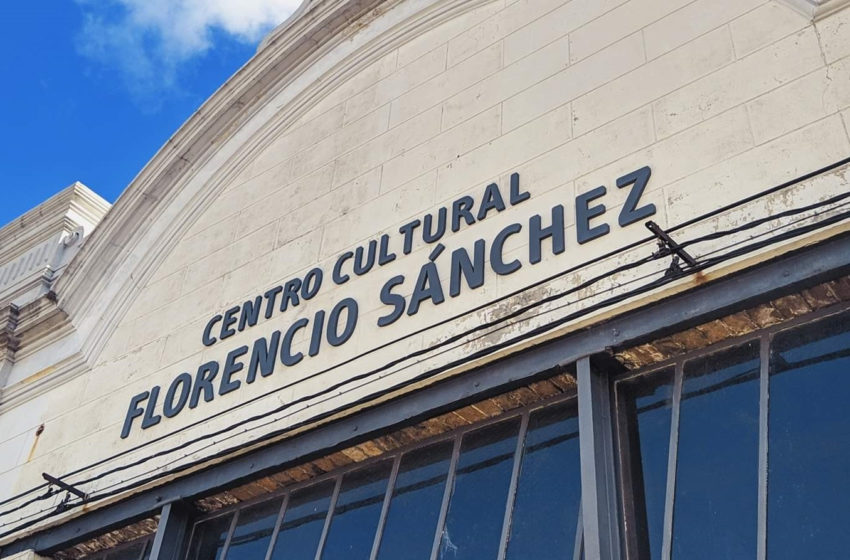 CENTRO CULTURAL
FLORENCIO SÁNCHEZ